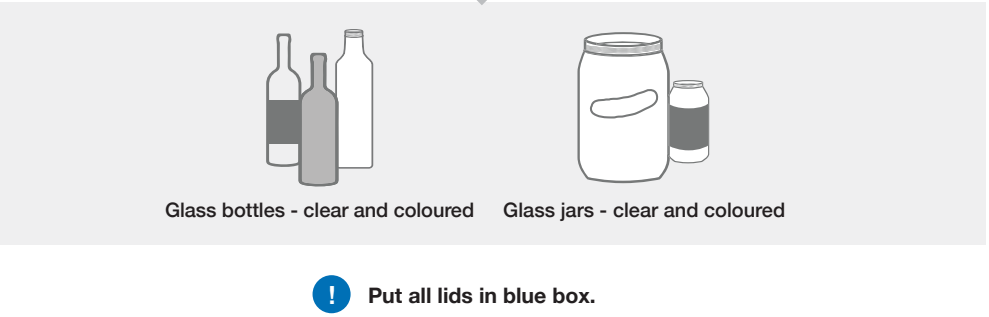 Glass bottles - clear and coloured
Glass jars - clear and coloured
! Put all lids in blue box.